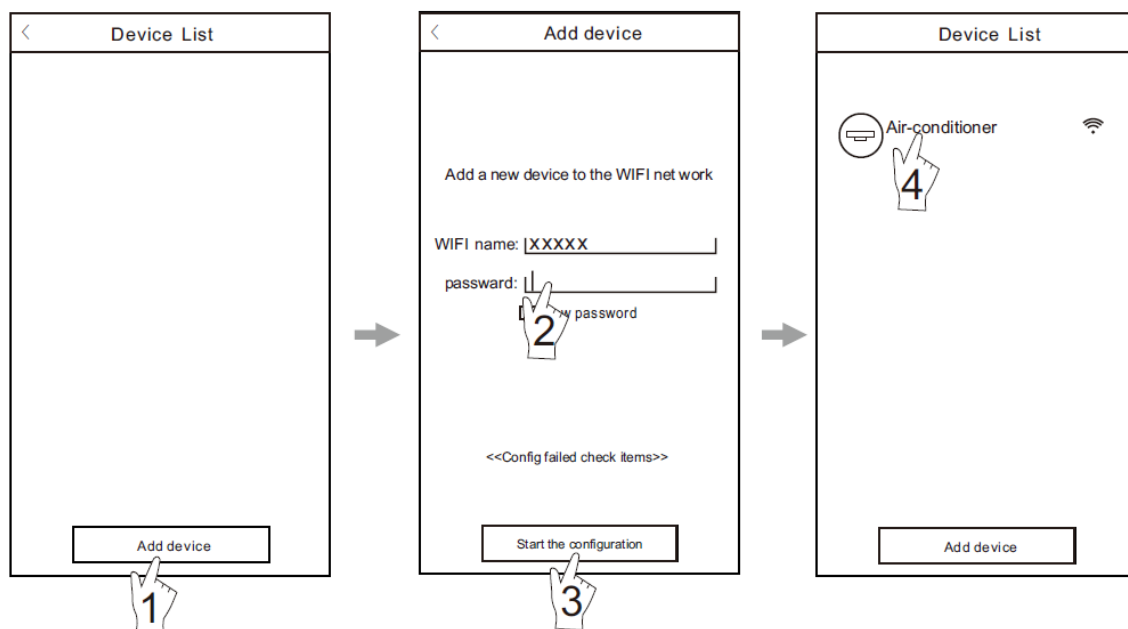 Device List
Add device
1
Add device
Add a new device to the WIFI net work
WIFI name: XXXXX
passward:
password
2
<<Config failed check items>>
Start the configuration
3
Device List
Air-conditioner
4
Add device